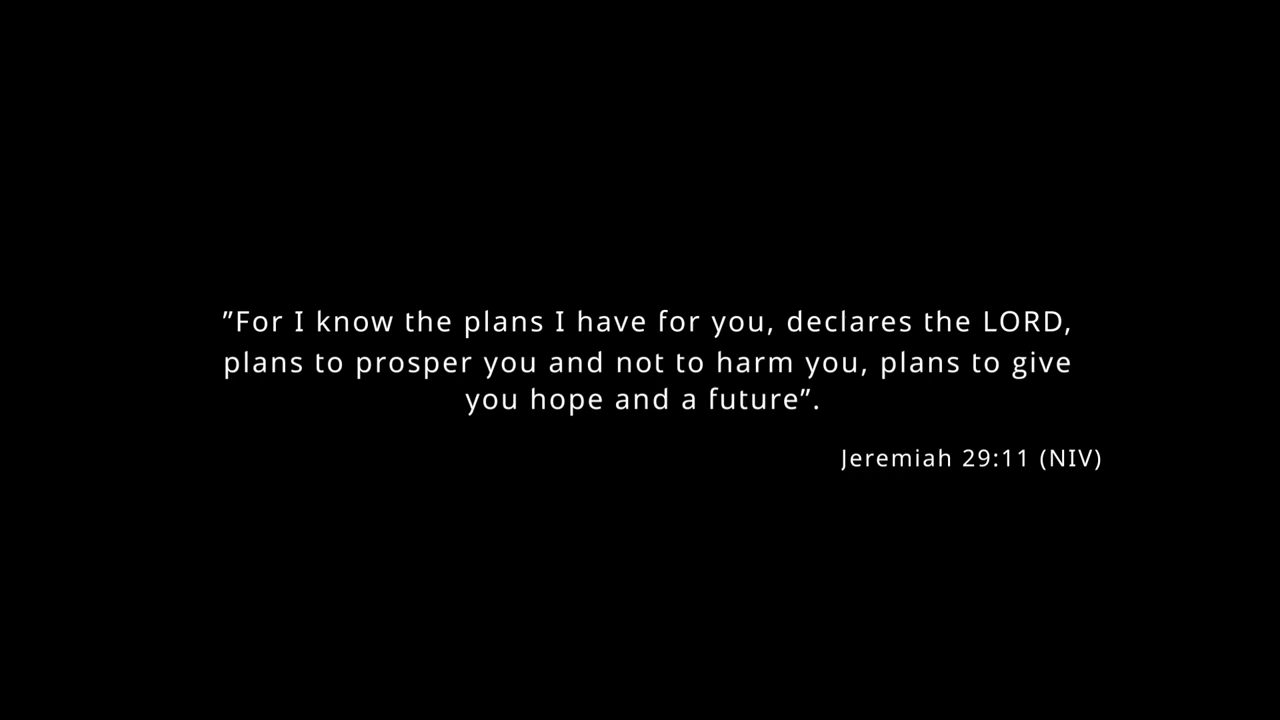 ”For I know the plans I have for you, declares the LORD,
plans to prosper you and not to harm you, plans to give
you hope and a future”.
Jeremiah 29:11 (NIV)